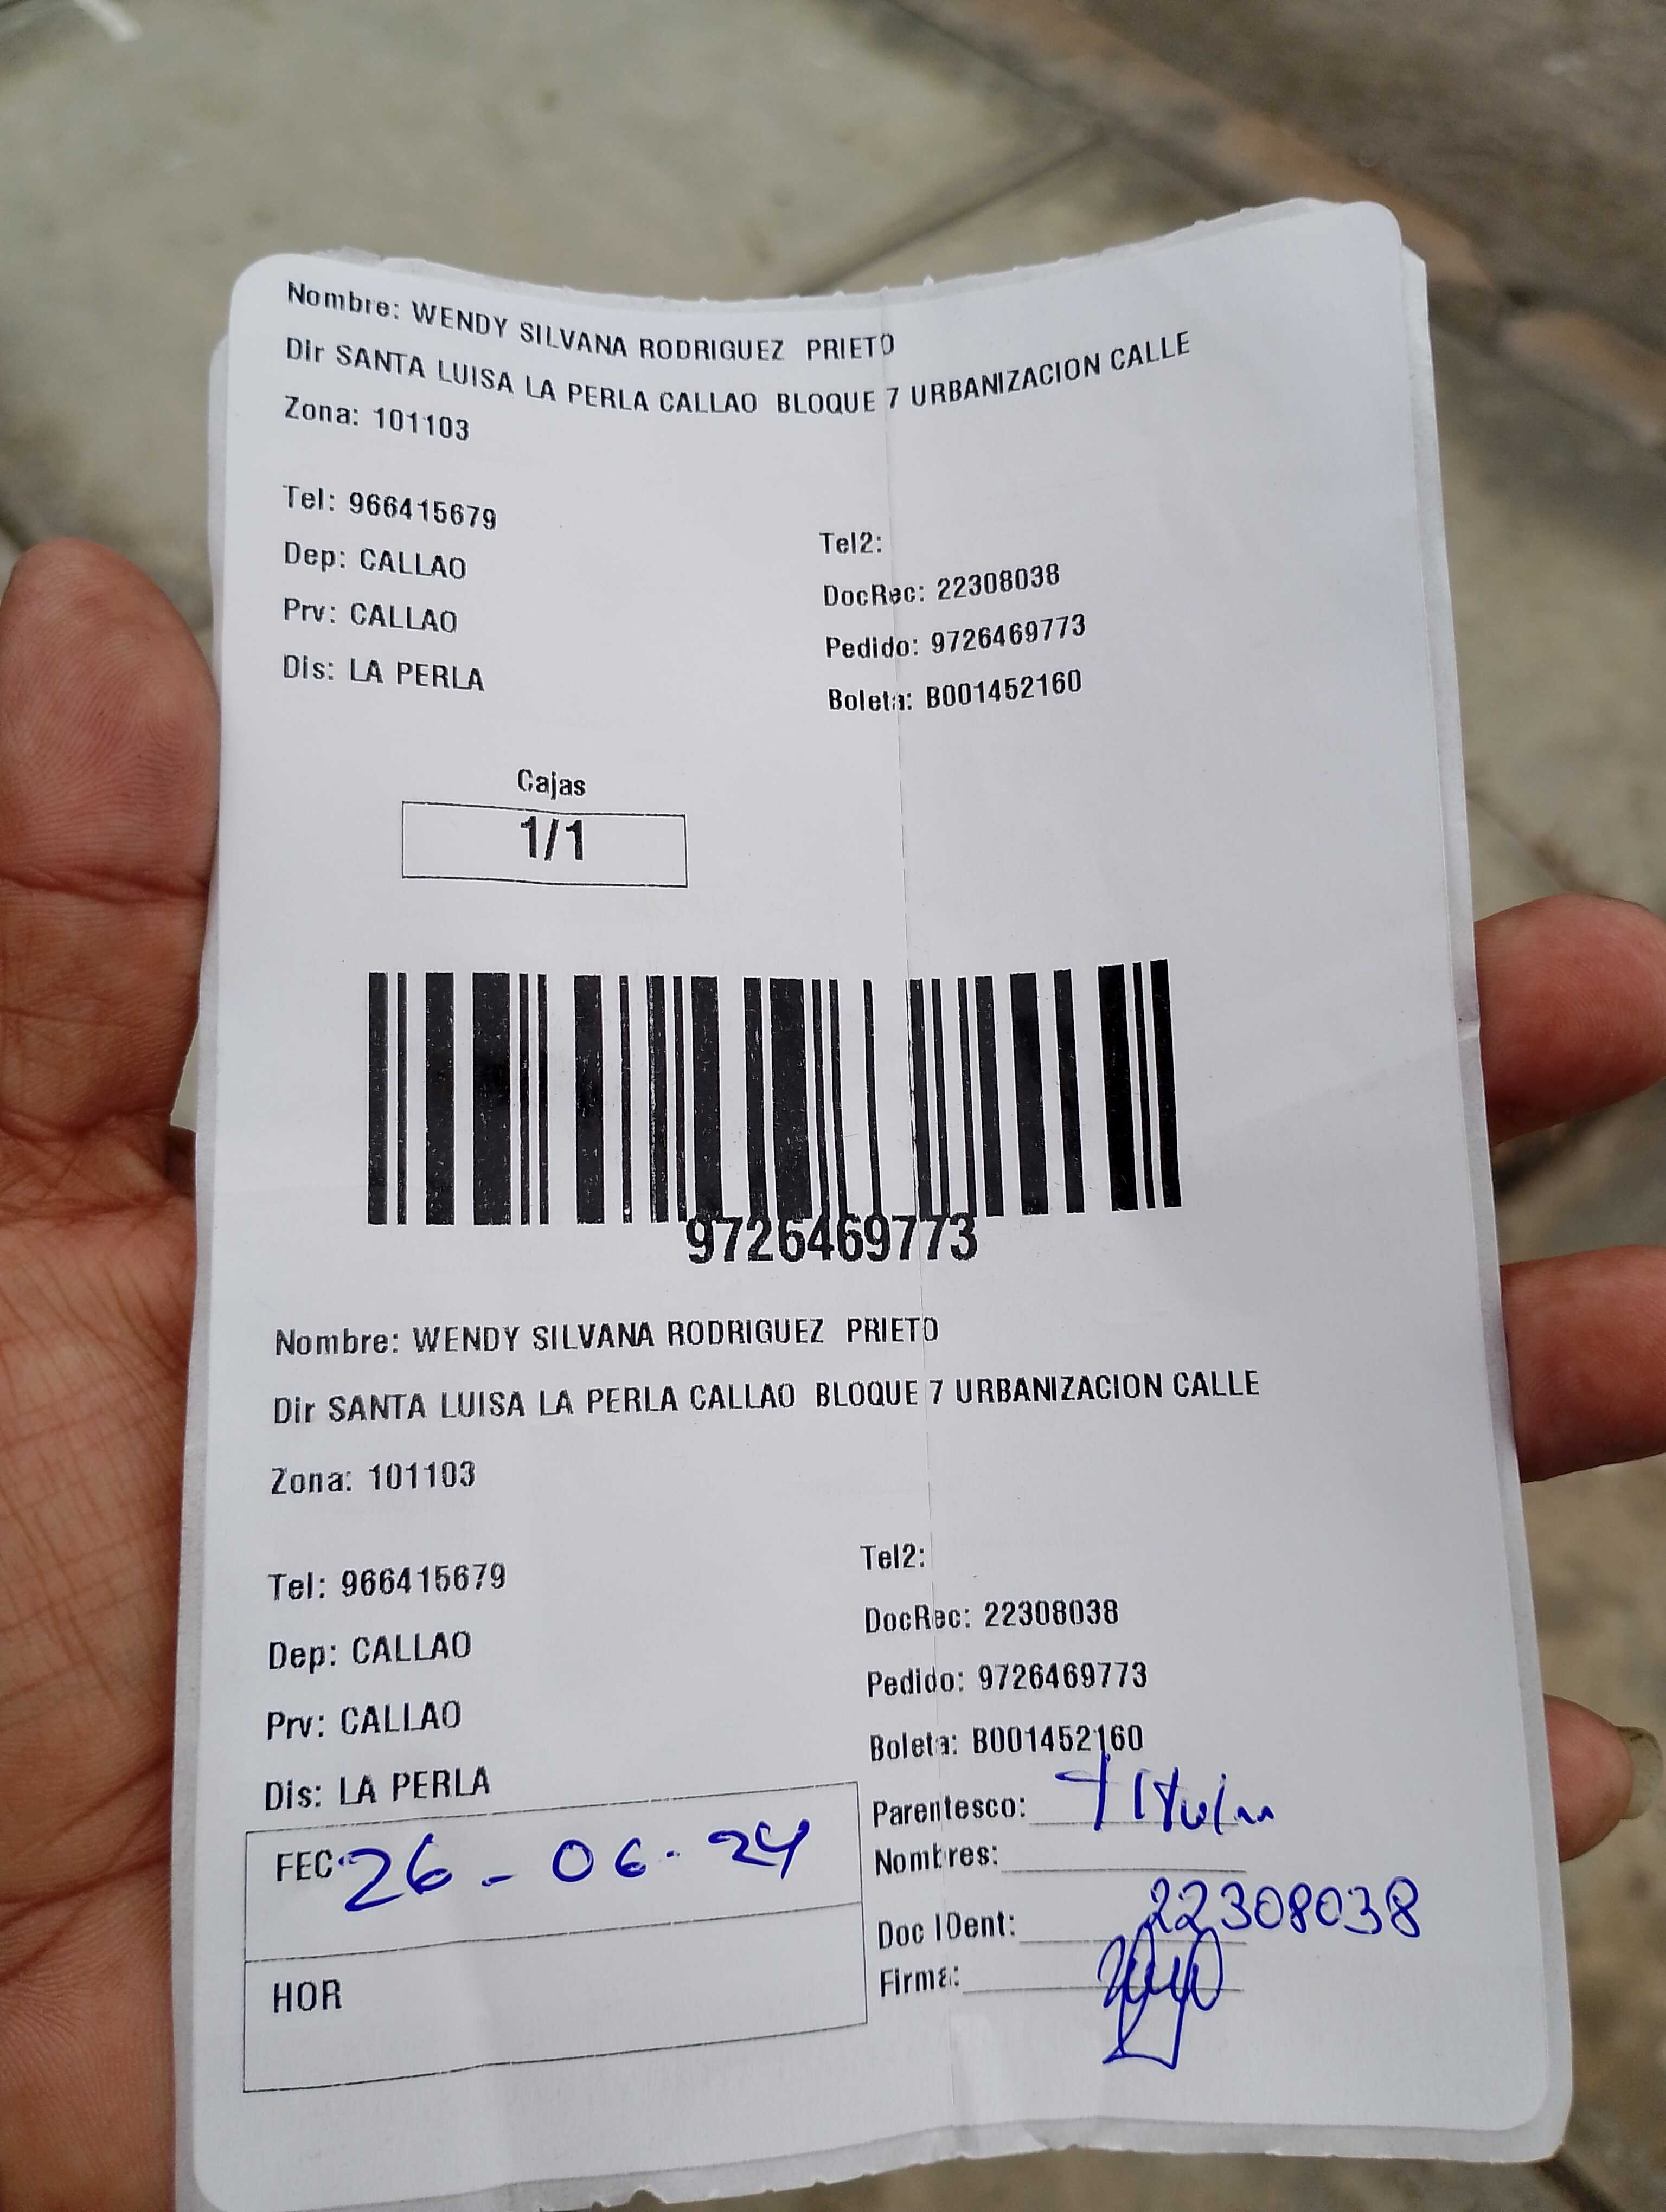 Nombre: WENDY SILVANA RODRIGUEZ PRIETO
Dir SANTA LUISA LA PERLA CALLAO BLOQUE 7 URBANIZACION CALLE
Zona: 101103
Tel: 966415679
Tel2:
Dep: CALLAO
DocRec: 22308038
Prv: CALLAO
Pedido: 9726469773
Dis: LA PERLA
Boleta: B001452160
Cajas
1/1
9726469773
Nombre: WENDY SILVANA RODRIGUEZ PRIETO
Dir SANTA LUISA LA PERLA CALLAO BLOQUE 7 URBANIZACION CALLE
Zona: 101103
Tel: 966415679
Tel2:
Dep: CALLAO
DocRec: 22308038
Prv: CALLAO
Pedido: 9726469773
Dis: LA PERLA
Boleta: B001452160
FEC 26-06-24
Parentesco: Titular
Nombres:
Doc IDent: 22308038
HOR
Firma: